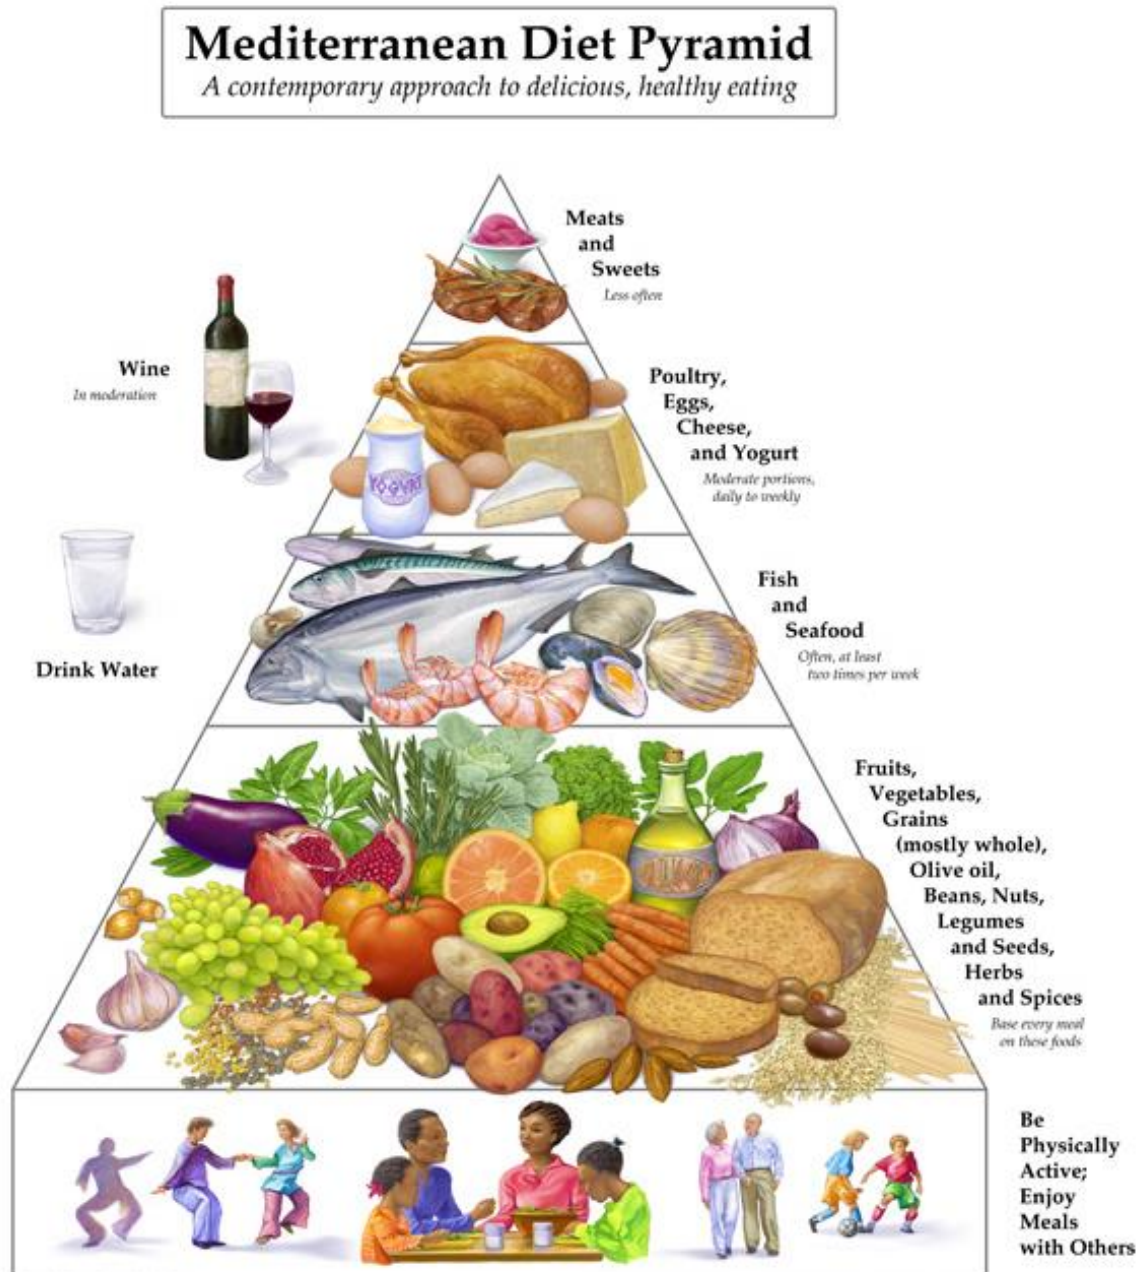 Mediterranean Diet Pyramid
A contemporary approach to delicious, healthy eating
Meats
and
Sweets
Less often
Wine
In moderation
Poultry,
Eggs,
Cheese,
and Yogurt
Moderate portions,
daily to weekly
YOGURT
Drink Water
Fish
and
Seafood
Often, at least
two times per week
Fruits,
Vegetables,
Grains
(mostly whole),
Olive oil,
Beans, Nuts,
Legumes
and Seeds,
Herbs
and Spices
Base every meal
on these foods
Be
Physically
Active;
Enjoy
Meals
with Others